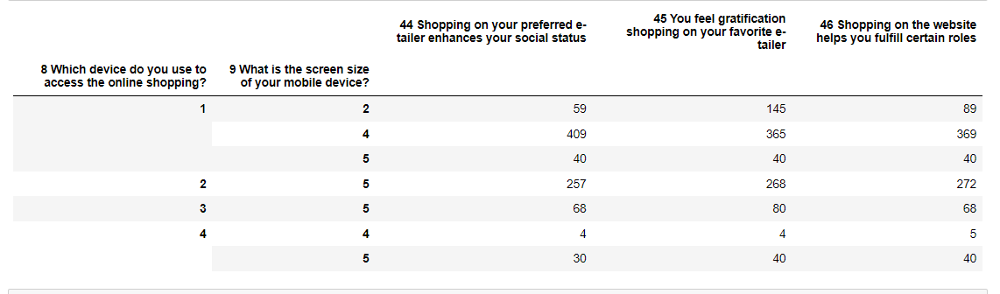 44 Shopping on your preferred e-
tailer enhances your social status
45 You feel gratification
shopping on your favorite e-
tailer
46 Shopping on the website
helps you fulfill certain roles
8 Which device do you use to
access the online shopping?
9 What is the screen size
of your mobile device?
1 2 59 145 89
4 409 365 369
5 40 40 40
2 5 257 268 272
3 5 68 80 68
4 4 4 4 5
5 30 40 40